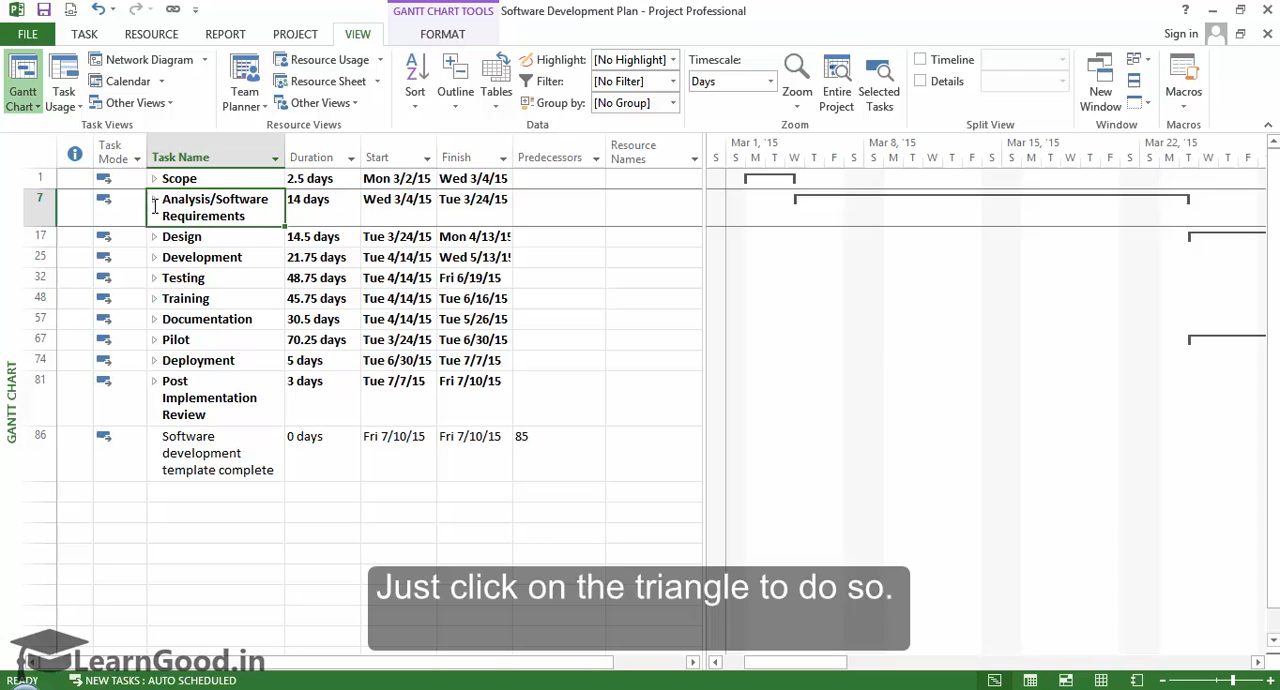 GANTT CHART TOOLS Software Development Plan - Project Professional
FILE TASK RESOURCE REPORT PROJECT VIEW FORMAT Sign in
Gantt Chart
Task Usage
Network Diagram
Calendar
Other Views
Task Views
Team Planner
Resource Usage
Resource Sheet
Other Views
Resource Views
Sort
Outline
Tables
Highlight: [No Highlight]
Filter: [No Filter]
Group by: [No Group]
Data
Timescale:
Days
Zoom
Entire Project
Selected Tasks
Zoom
Timeline
Details
Split View
New Window
Window
Macros
Macros
Task Mode Task Name Duration Start Finish Predecessors Resource Names
Mar 1, '15 Mar 8, '15 Mar 15, '15 Mar 22, '15
S S M T W T F S S M T W T F S S M T W T F S S M T W T F
1 Scope 2.5 days Mon 3/2/15 Wed 3/4/15
7 Analysis/Software Requirements 14 days Wed 3/4/15 Tue 3/24/15
17 Design 14.5 days Tue 3/24/15 Mon 4/13/15
25 Development 21.75 days Tue 4/14/15 Wed 5/13/15
32 Testing 48.75 days Tue 4/14/15 Fri 6/19/15
48 Training 45.75 days Tue 4/14/15 Tue 6/16/15
57 Documentation 30.5 days Tue 4/14/15 Tue 5/26/15
67 Pilot 70.25 days Tue 3/24/15 Tue 6/30/15
74 Deployment 5 days Tue 6/30/15 Tue 7/7/15
81 Post Implementation Review 3 days Tue 7/7/15 Fri 7/10/15
86 Software development template complete 0 days Fri 7/10/15 Fri 7/10/15 85
GANTT CHART
Just click on the triangle to do so.
LearnGood.in
READY NEW TASKS : AUTO SCHEDULED